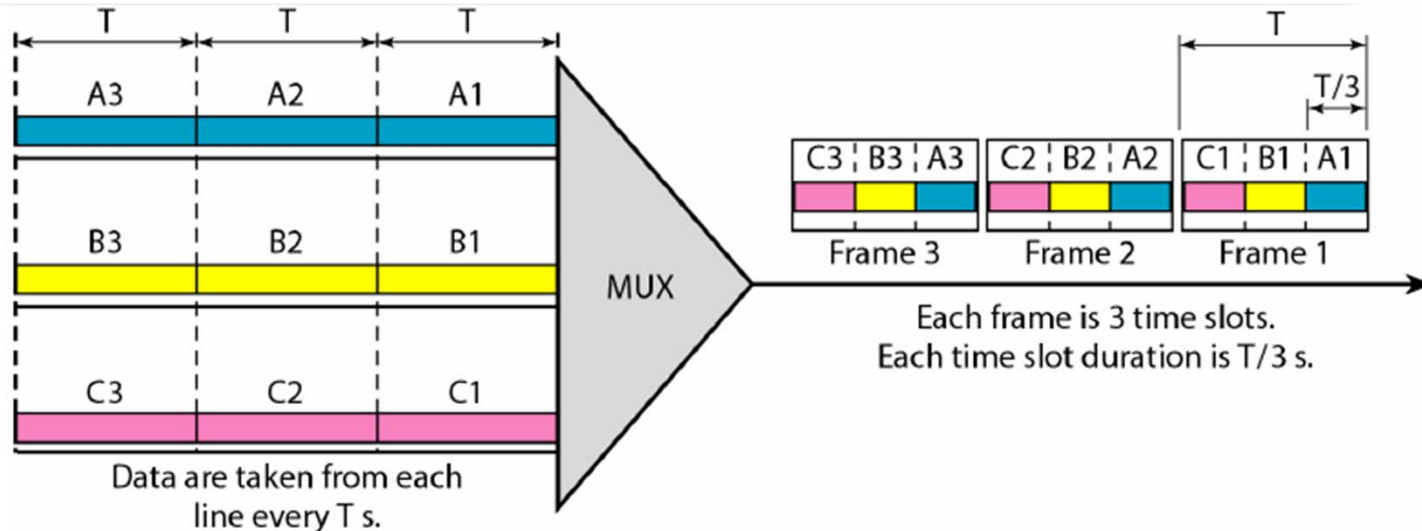 T T T
A3 A2 A1
B3 B2 B1
C3 C2 C1
Data are taken from each
line every T s.
MUX
T
T/3
C3 B3 A3 C2 B2 A2 C1 B1 A1
Frame 3 Frame 2 Frame 1
Each frame is 3 time slots.
Each time slot duration is T/3 s.